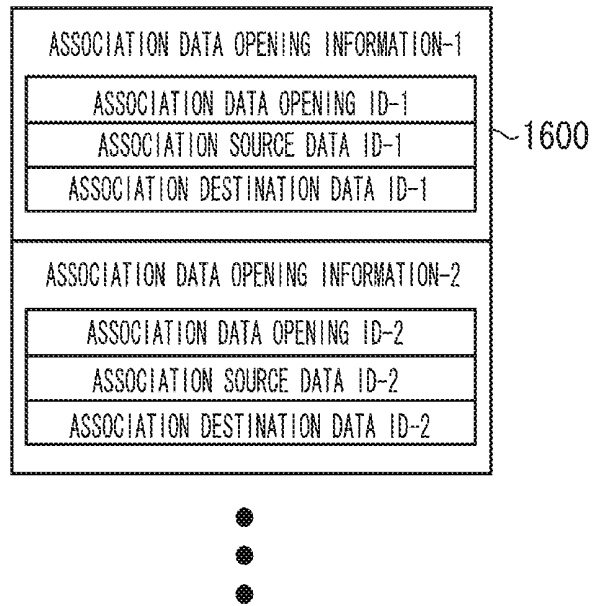 ASSOCIATION DATA OPENING INFORMATION-1
ASSOCIATION DATA OPENING ID-1
ASSOCIATION SOURCE DATA ID-1
ASSOCIATION DESTINATION DATA ID-1
1600
ASSOCIATION DATA OPENING INFORMATION-2
ASSOCIATION DATA OPENING ID-2
ASSOCIATION SOURCE DATA ID-2
ASSOCIATION DESTINATION DATA ID-2